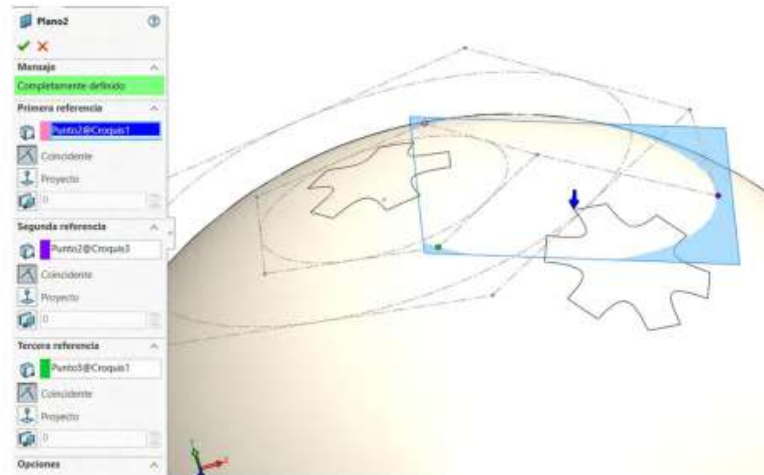 Plano2
Mensaje
Completamente definido
Primera referencia
Punto2@Croquis1
Coincidente
Proyecto
0
Segunda referencia
Punto2@Croquis3
Coincidente
Proyecto
0
Tercera referencia
Punto5@Croquis1
Coincidente
Proyecto
0
Opciones